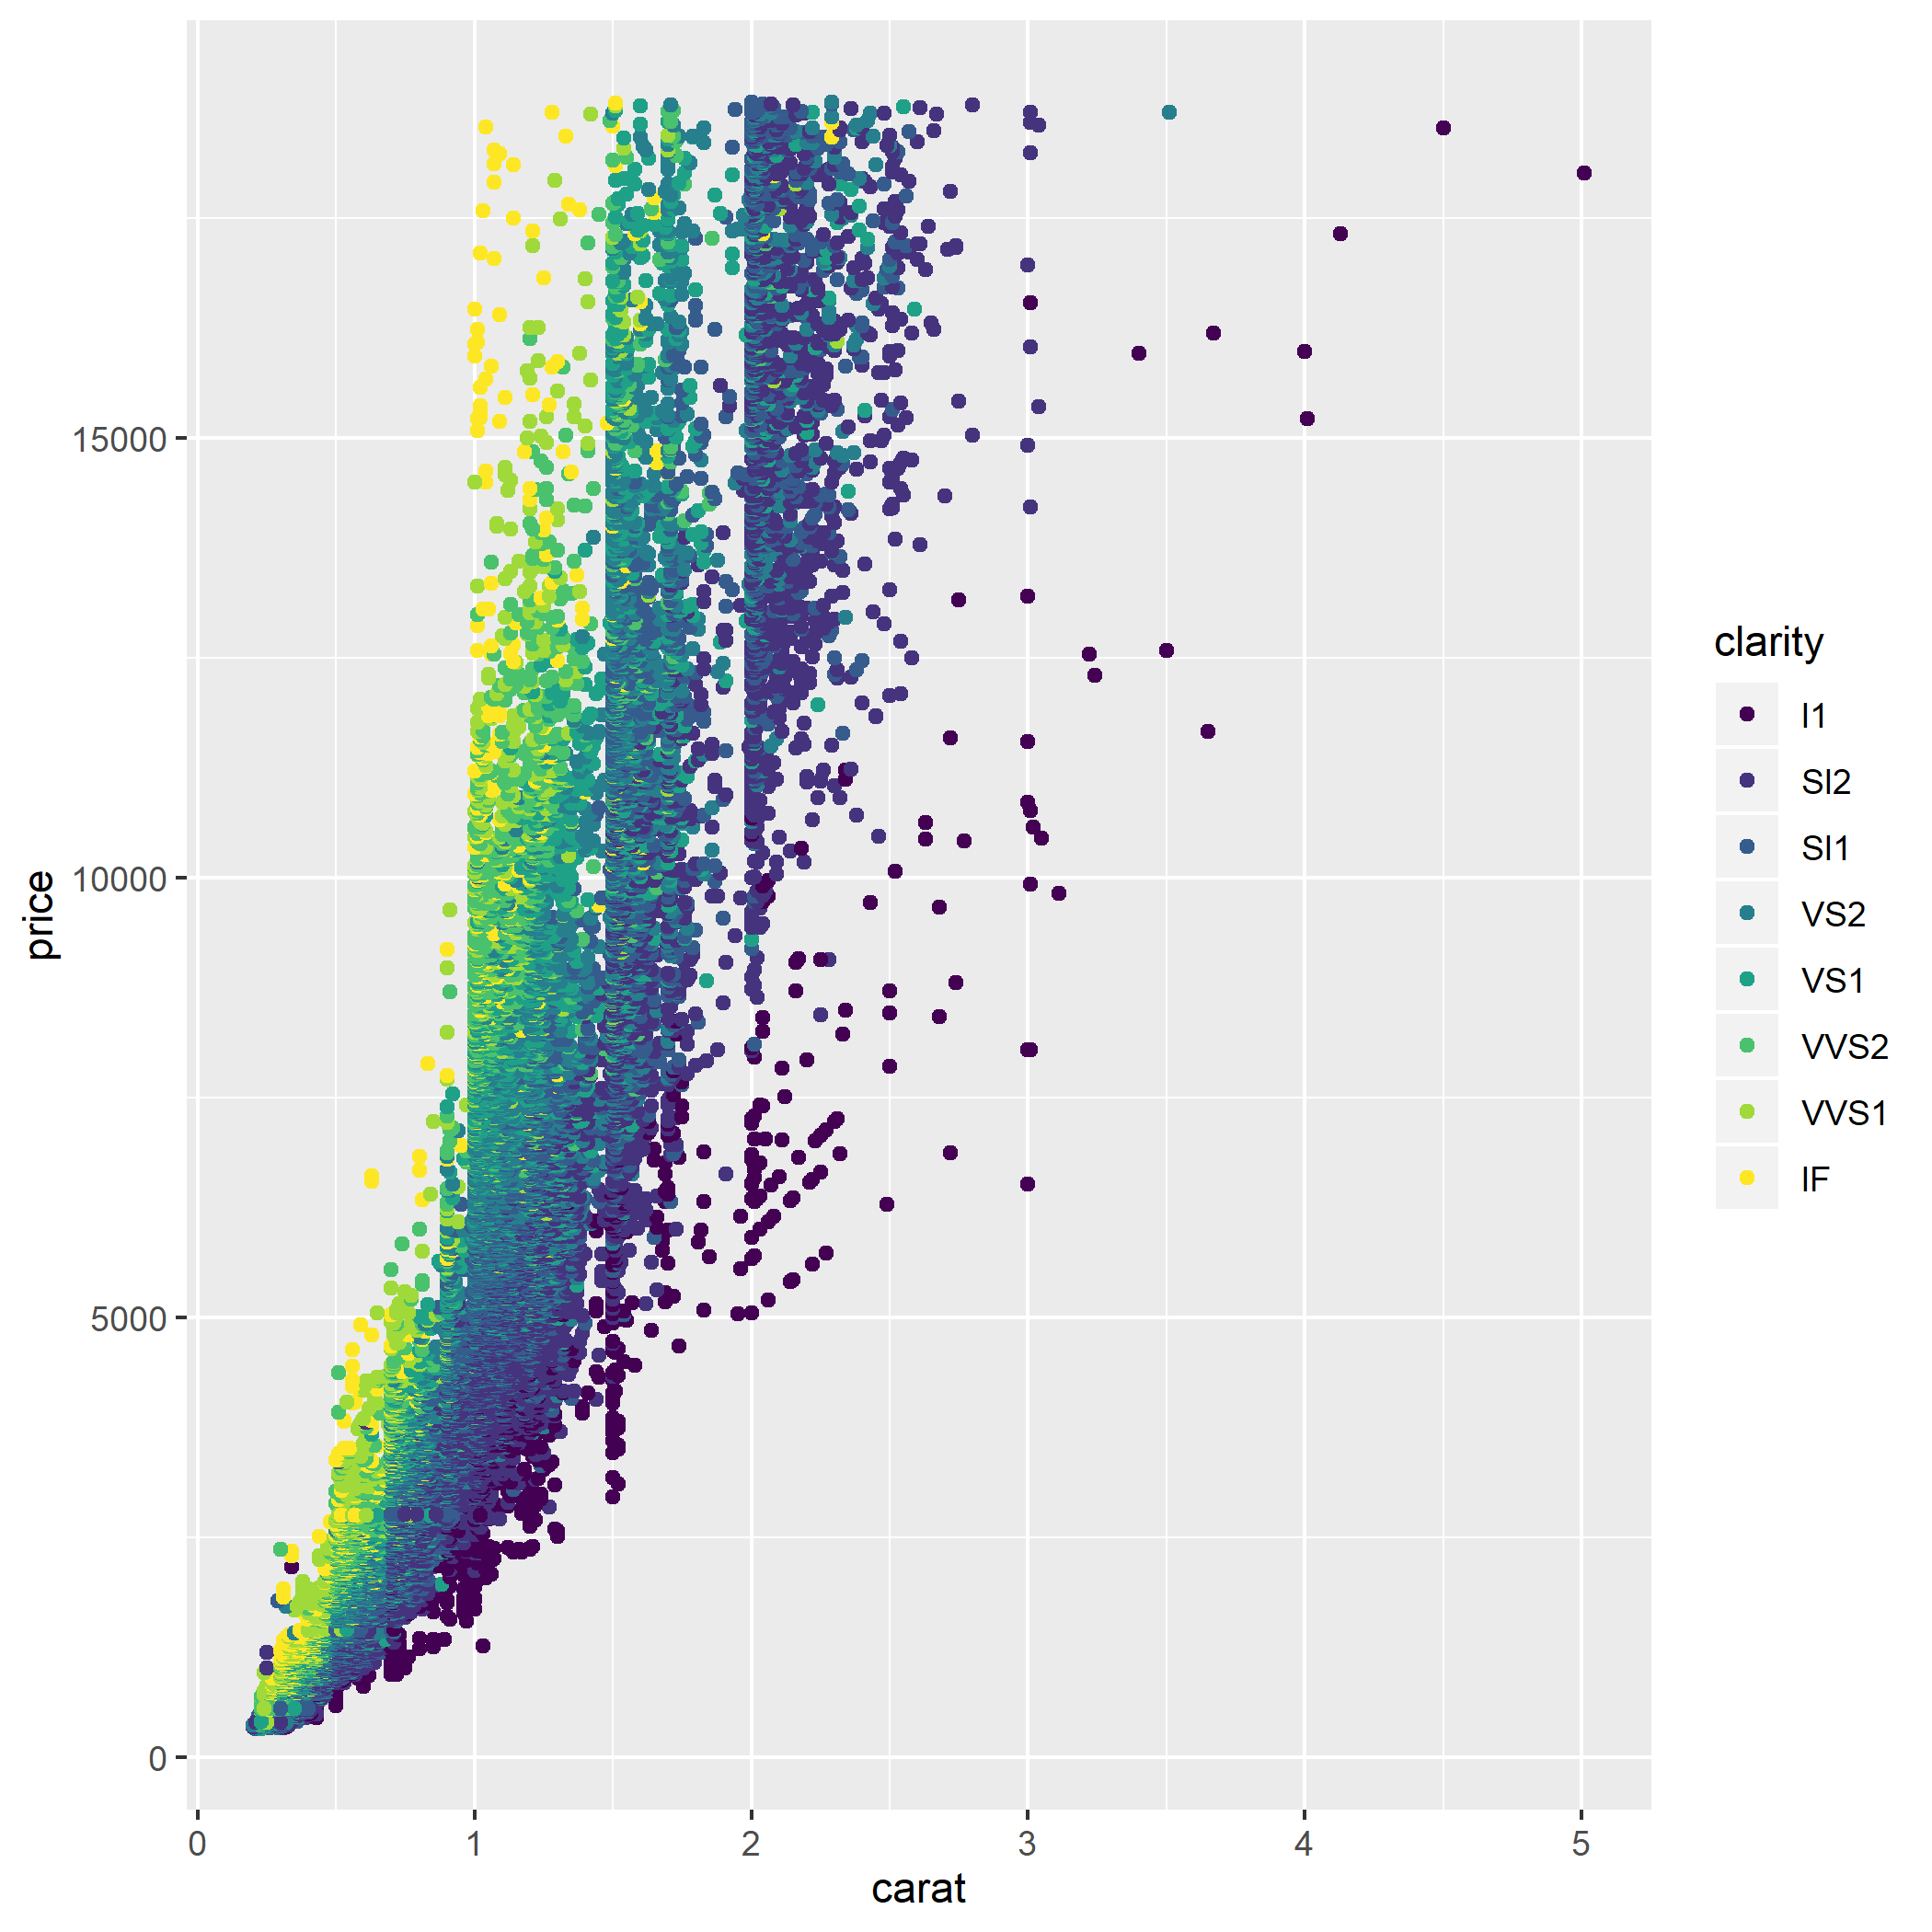 15000
10000
5000
0
price
0 1 2 3 4 5
carat
clarity
I1
SI2
SI1
VS2
VS1
VVS2
VVS1
IF